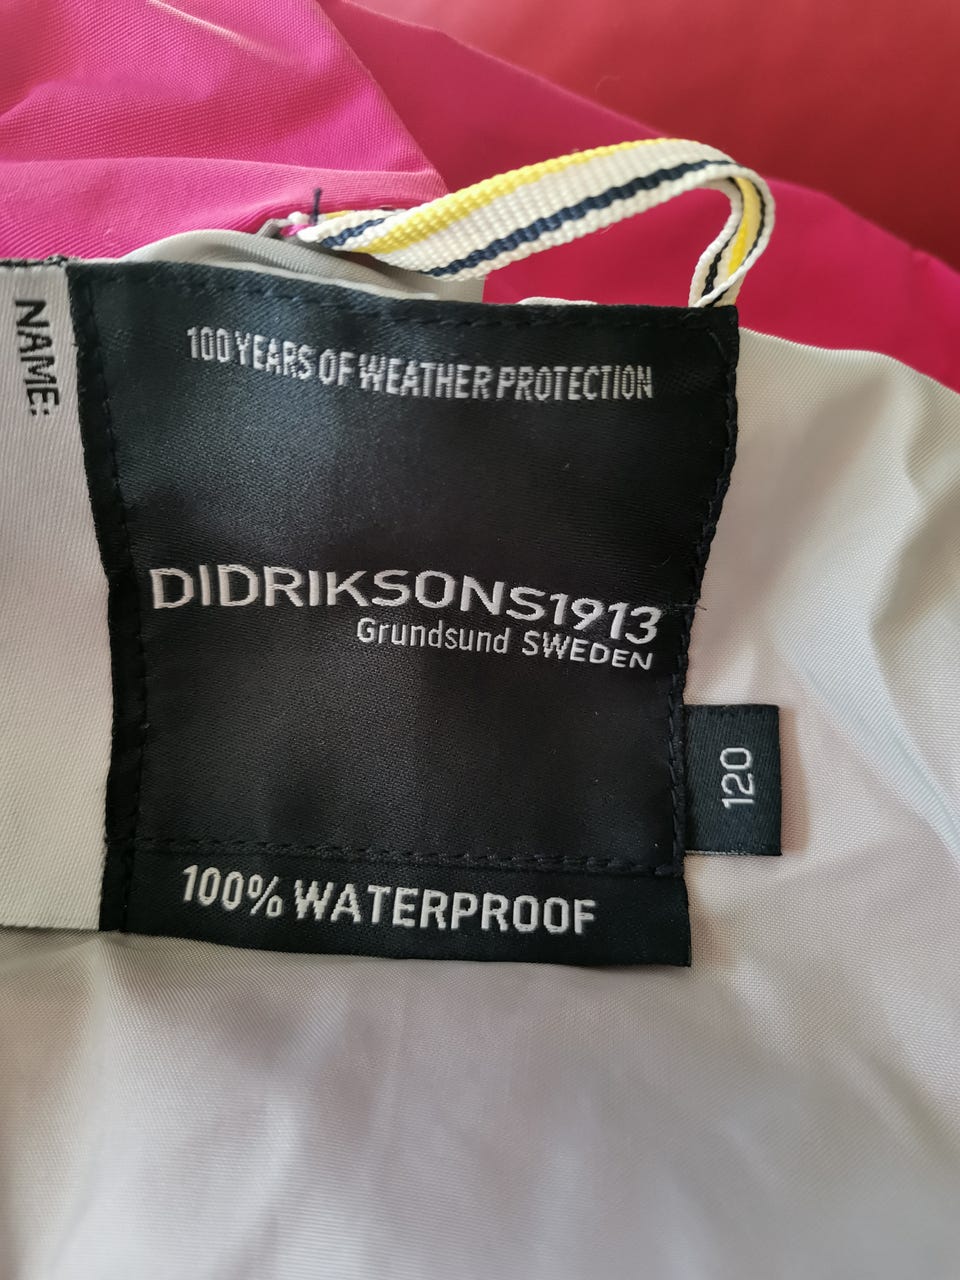 NAME:
100 YEARS OF WEATHER PROTECTION
DIDRIKSONS1913
Grundsund SWEDEN
120
100% WATERPROOF